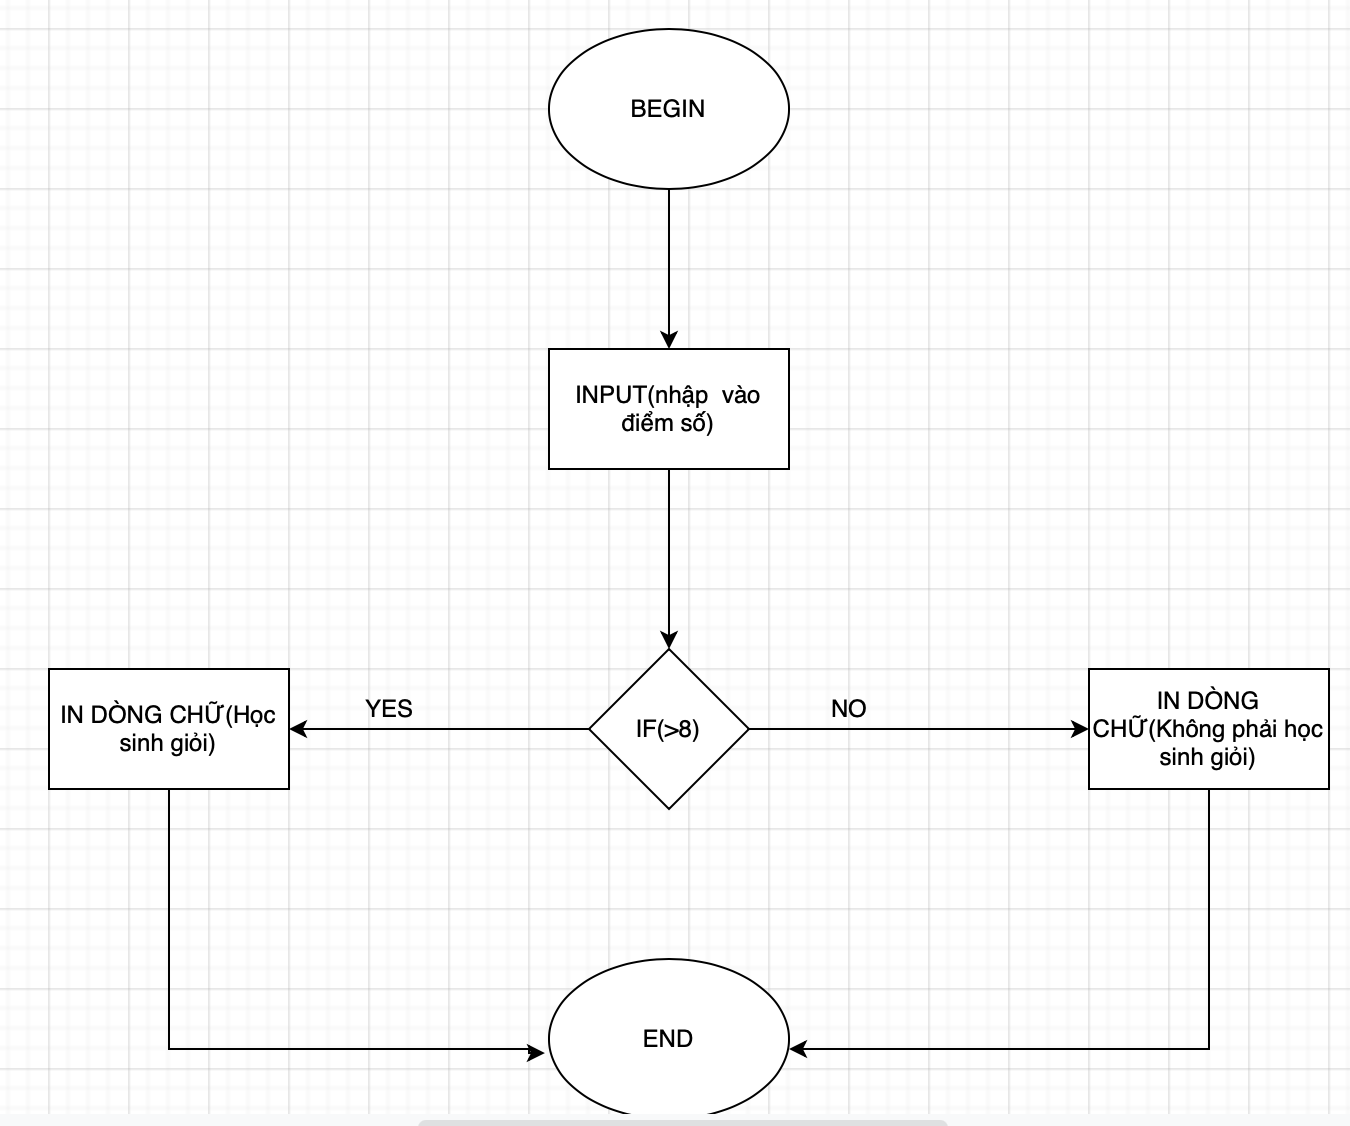 BEGIN
INPUT(nhập  vào
điểm số)
YES
NO
IN DÒNG CHỮ(Học
sinh giỏi)
IF(>8)
IN DÒNG
CHỮ(Không phải học
sinh giỏi)
END